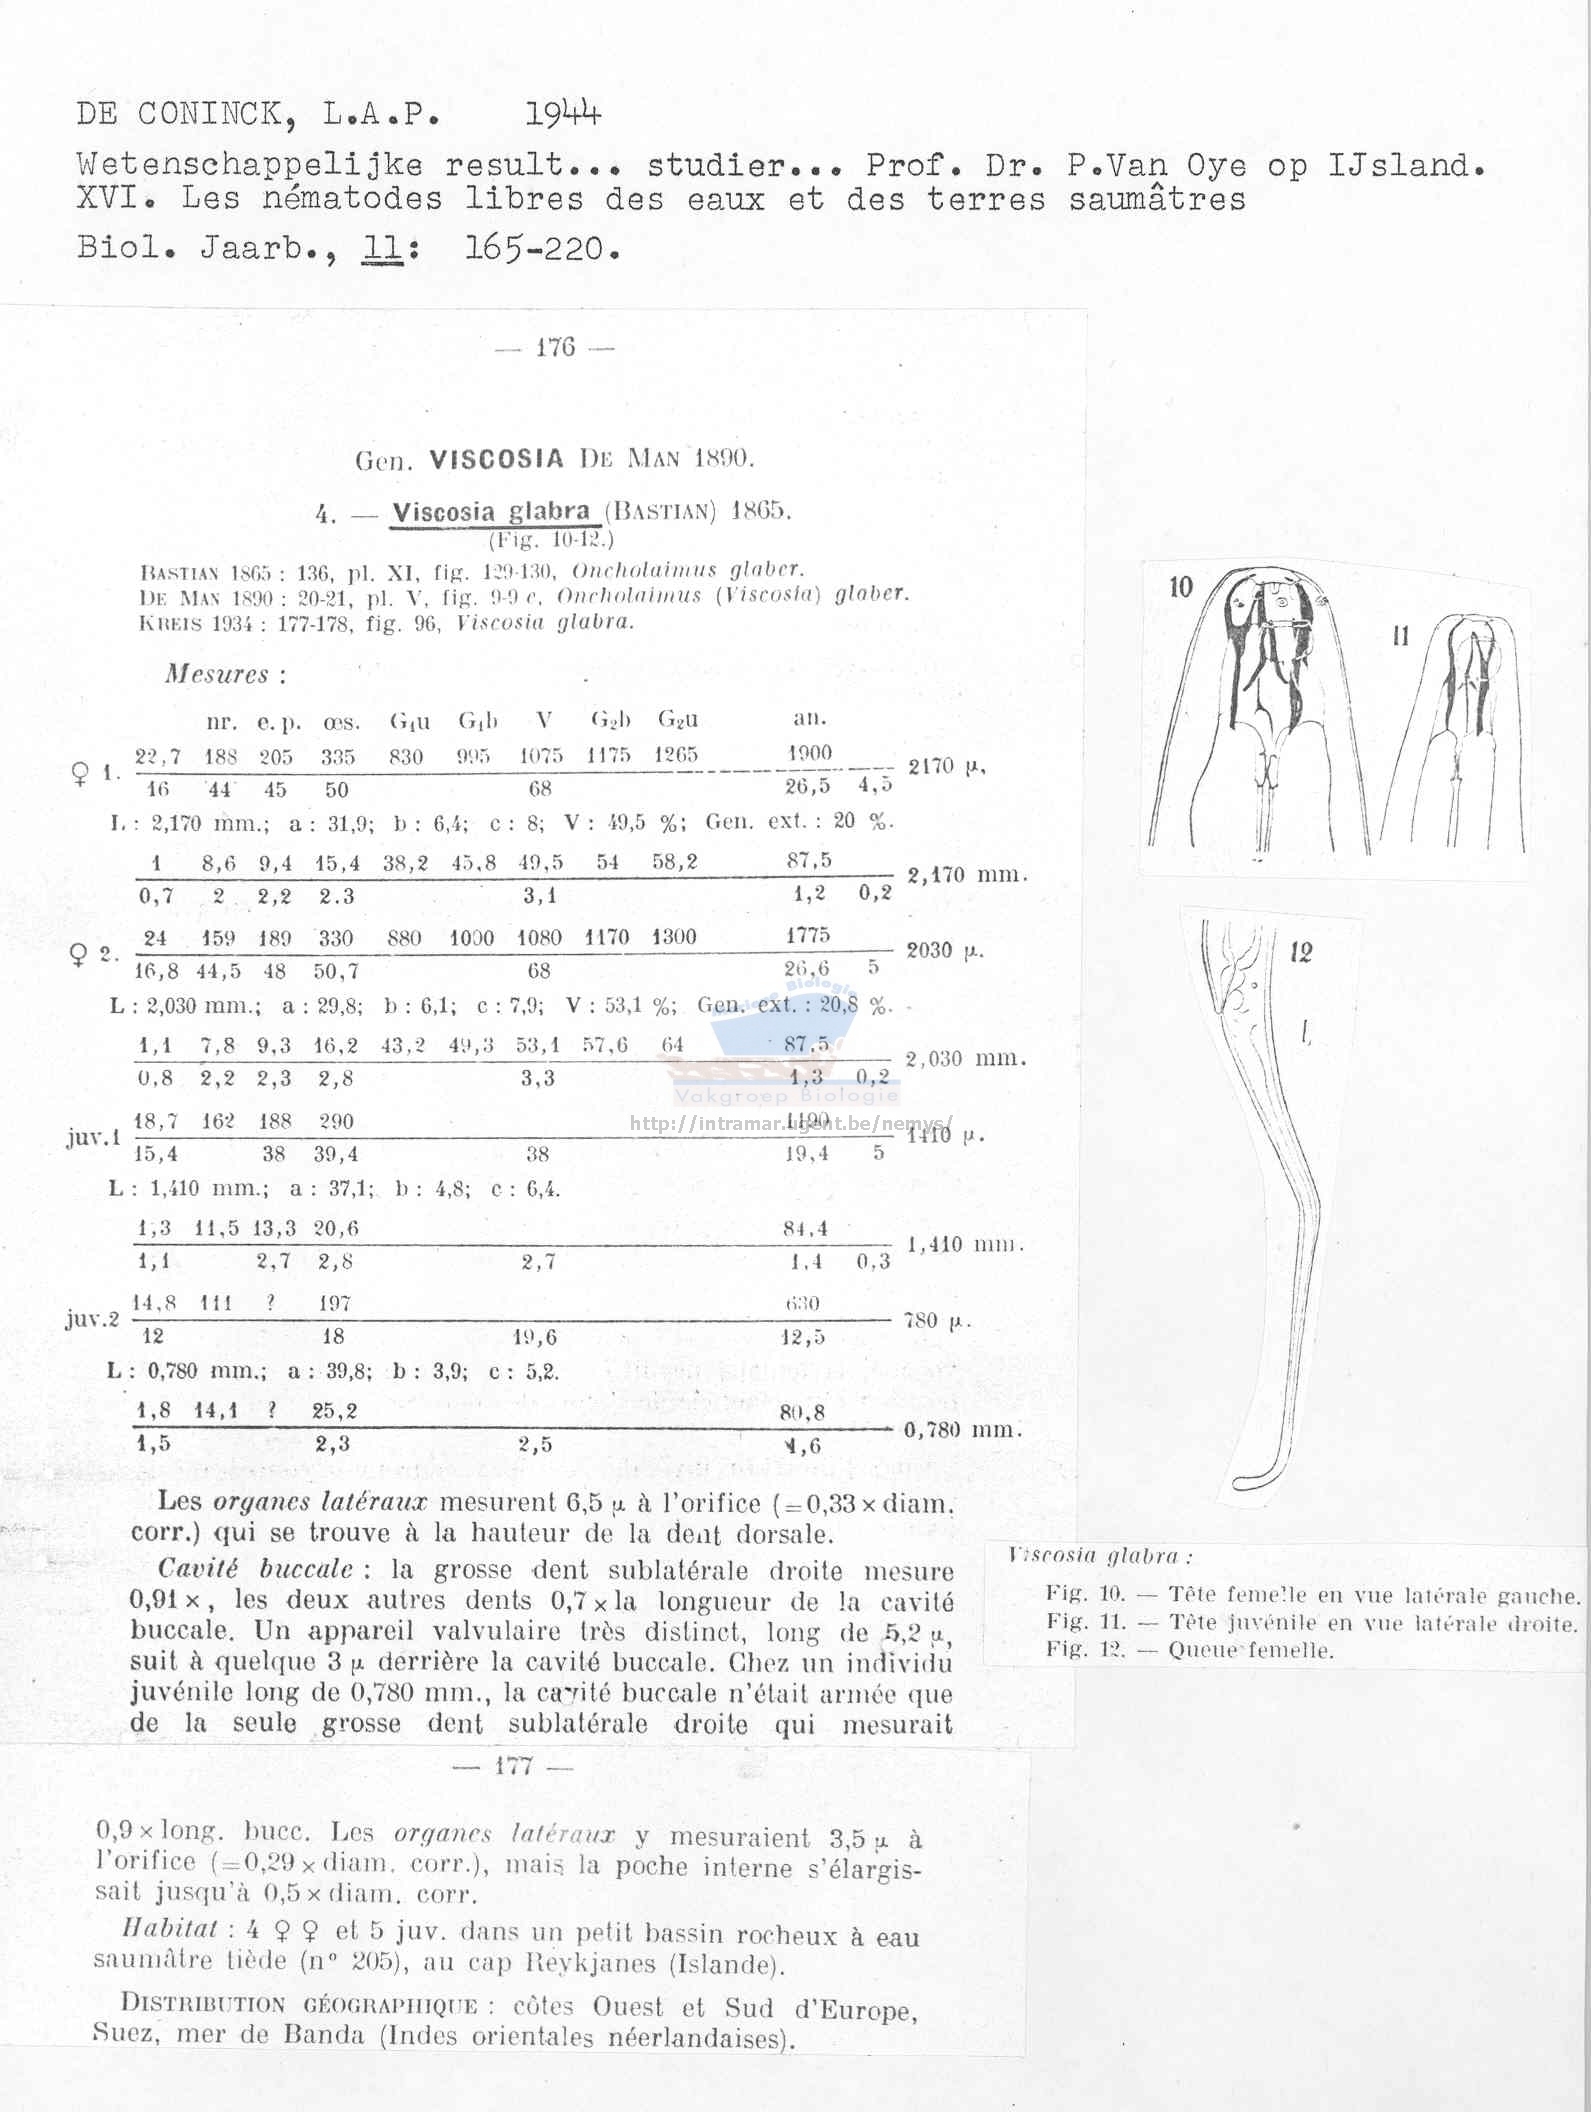 DE CONINCK, L.A.P. 1944
Wetenschappelijke result... studier... Prof. Dr. P.Van Oye op IJsland.
XVI. Les nématodes libres des eaux et des terres saumâtres
Biol. Jaarb., 11: 165-220.
— 176 —
Gen. VISCOSIA DE MAN 1890.
4. — Viscosia glabra (BASTIAN) 1865.
(Fig. 10-12.)
BASTIAN 1865 : 136, pl. XI, fig. 129-130, Oncholaimus glaber.
DE MAN 1890 : 20-21, pl. V, fig. 9-9 c, Oncholaimus (Viscosia) glaber.
KREIS 1934 : 177-178, fig. 96, Viscosia glabra.
Mesures :
nr. e. p. œs. G₁u G₁b V G₂b G₂u an.
22,7 188 205 335 830 995 1075 1175 1265 1900
♀ 1. 2170 µ.
16 44 45 50 68 26,5 4,5
L : 2,170 mm.; a : 31,9; b : 6,4; c : 8; V : 49,5 %; Gen. ext. : 20 %.
1 8,6 9,4 15,4 38,2 45,8 49,5 54 58,2 87,5
2,170 mm.
0,7 2 2,2 2.3 3,1 1,2 0,2
24 159 189 330 880 1000 1080 1170 1300 1775
♀ 2. 2030 µ.
16,8 44,5 48 50,7 68 26,6 5
L : 2,030 mm.; a : 29,8; b : 6,1; c : 7,9; V : 53,1 %; Gen. ext. : 20,8 %.
1,1 7,8 9,3 16,2 43,2 49,3 53,1 57,6 64 87,5
2,030 mm.
0,8 2,2 2,3 2,8 3,3 1,3 0,2
Vakgroep Biologie
http://intramar.ugent.be/nemys/
18,7 162 188 290 1190
juv.1 1410 µ.
15,4 38 39,4 38 19,4 5
L : 1,410 mm.; a : 37,1; b : 4,8; c : 6,4.
1,3 11,5 13,3 20,6 84,4
1,410 mm.
1,1 2,7 2,8 2,7 1,4 0,3
14,8 111 ? 197 630
juv.2 780 µ.
12 18 19,6 12,5
L : 0,780 mm.; a : 39,8; b : 3,9; c : 5,2.
1,8 14,1 ? 25,2 80,8
0,780 mm.
1,5 2,3 2,5 1,6
Les organes latéraux mesurent 6,5 µ à l'orifice (=0,33 x diam.
corr.) qui se trouve à la hauteur de la dent dorsale.
Cavité buccale : la grosse dent sublatérale droite mesure
0,91 x, les deux autres dents 0,7 x la longueur de la cavité
buccale. Un appareil valvulaire très distinct, long de 5,2 µ,
suit à quelque 3 µ derrière la cavité buccale. Chez un individu
juvénile long de 0,780 mm., la cavité buccale n'était armée que
de la seule grosse dent sublatérale droite qui mesurait
— 177 —
0,9 x long. bucc. Les organes latéraux y mesuraient 3,5 µ à
l'orifice (=0,29 x diam. corr.), mais la poche interne s'élargis-
sait jusqu'à 0,5 x diam. corr.
Habitat : 4 ♀ ♀ et 5 juv. dans un petit bassin rocheux à eau
saumâtre tiède (n° 205), au cap Reykjanes (Islande).
DISTRIBUTION GÉOGRAPHIQUE : côtes Ouest et Sud d'Europe,
Suez, mer de Banda (Indes orientales néerlandaises).
10
11
12
Viscosia glabra :
Fig. 10. — Tête femelle en vue latérale gauche.
Fig. 11. — Tête juvénile en vue latérale droite.
Fig. 12. — Queue femelle.